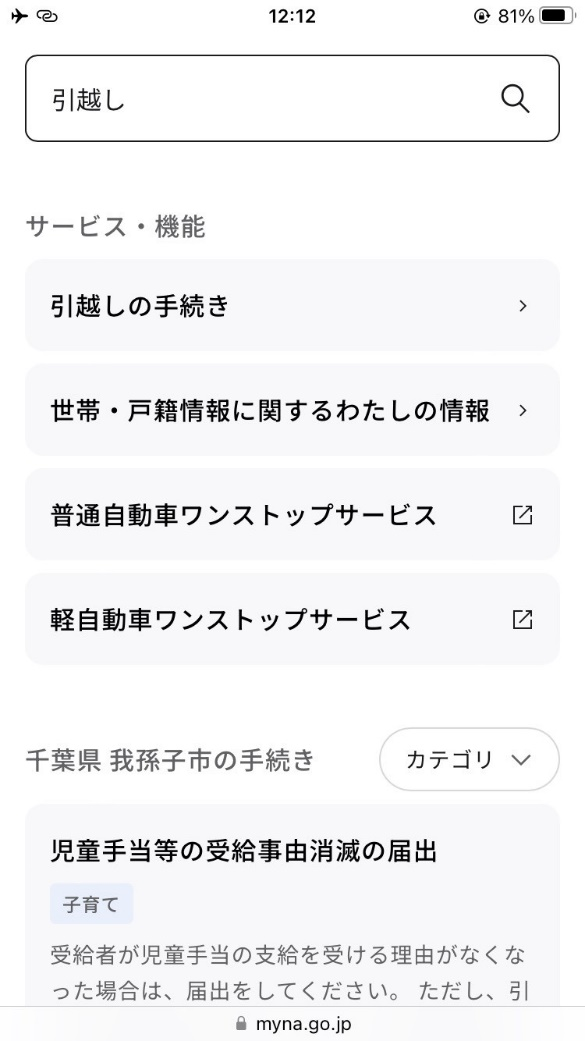 12:12
81%
引越し
サービス・機能
引越しの手続き
世帯・戸籍情報に関するわたしの情報
普通自動車ワンストップサービス
軽自動車ワンストップサービス
千葉県 我孫子市の手続き
カテゴリ
児童手当等の受給事由消滅の届出
子育て
受給者が児童手当の支給を受ける理由がなくな
った場合は、届出をしてください。 ただし、引
myna.go.jp